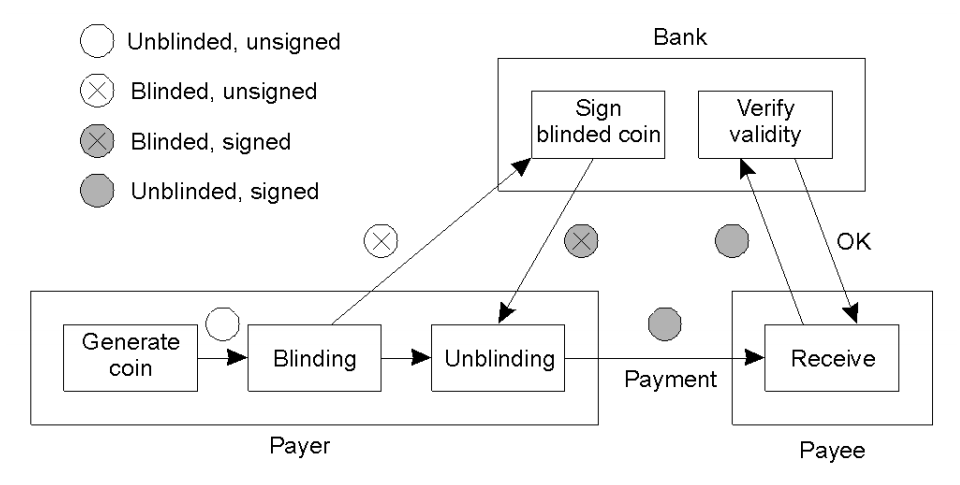 Unblinded, unsigned
Blinded, unsigned
Blinded, signed
Unblinded, signed
Bank
Sign
blinded coin
Verify
validity
OK
Generate
coin
Blinding
Unblinding
Payment
Receive
Payer
Payee